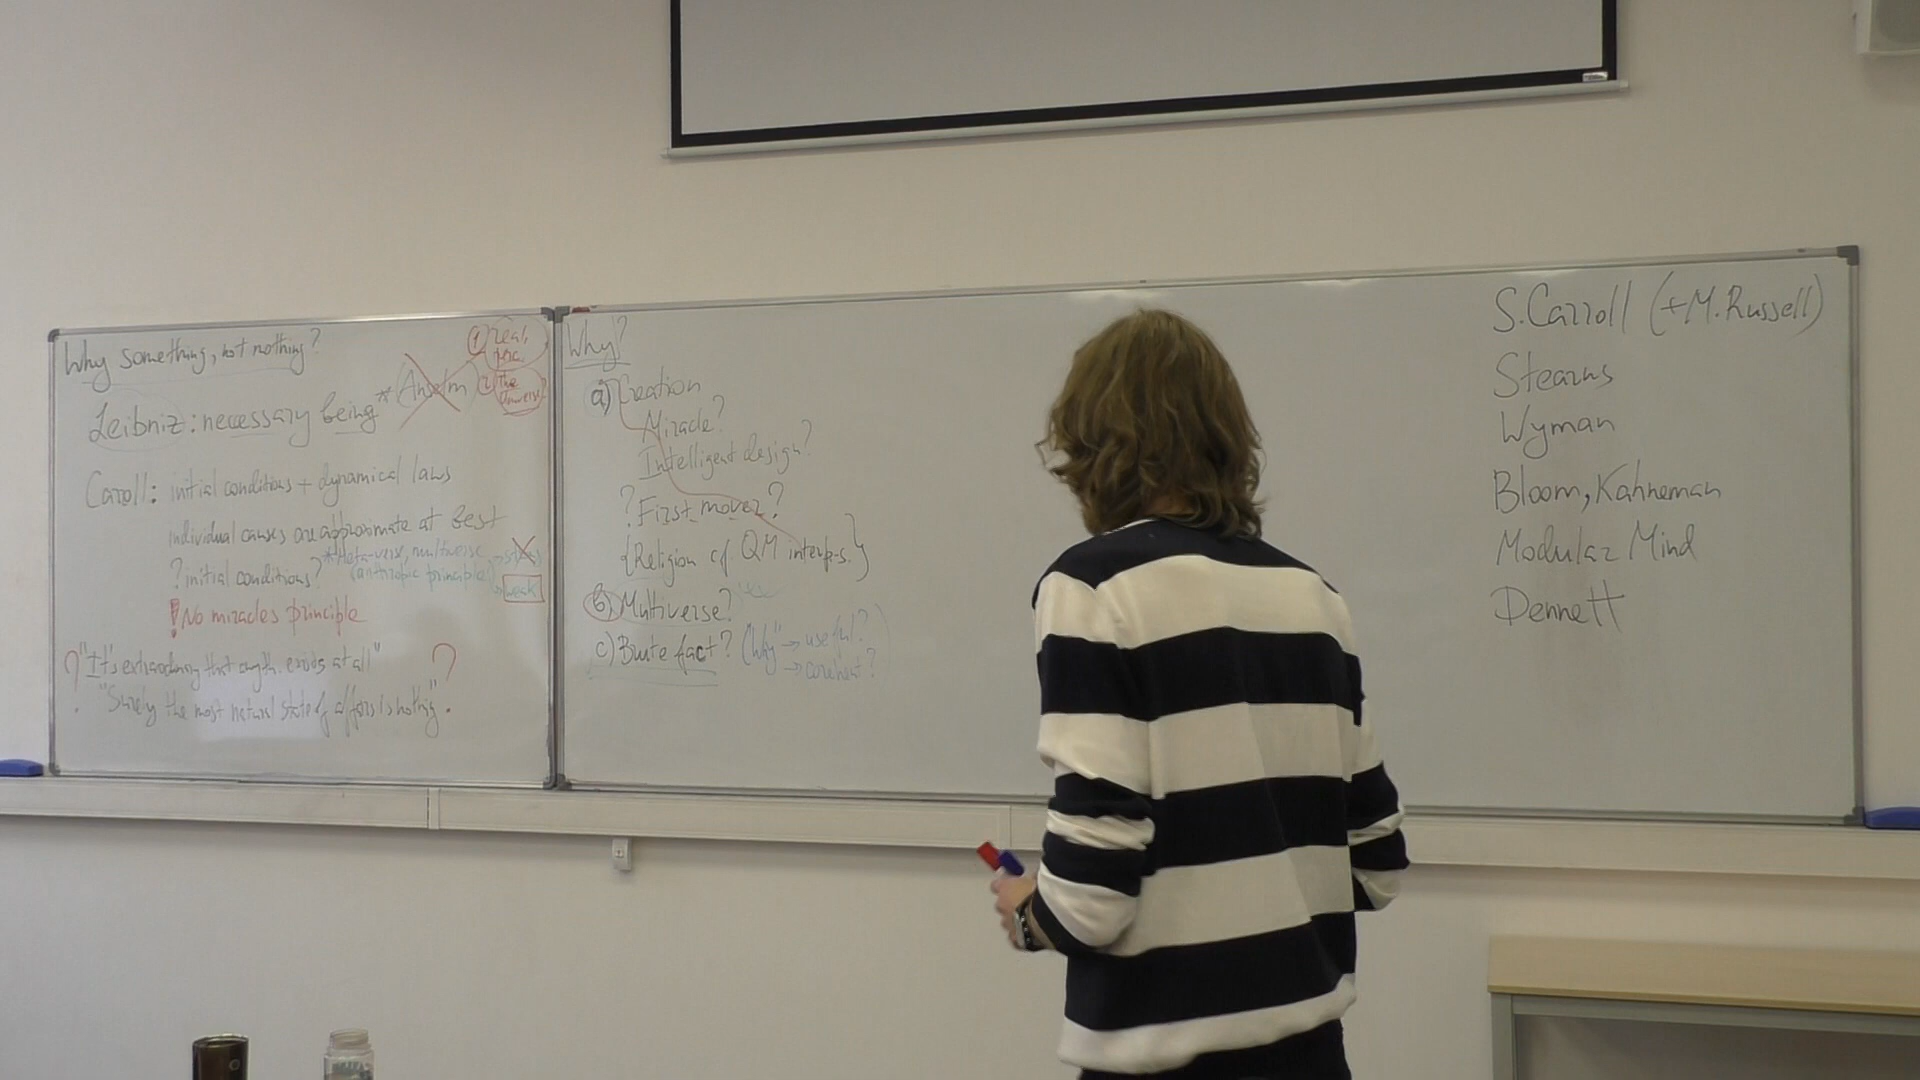 Why something, not nothing?
Leibniz: necessary being * Anselm
1 real,
2 the Universe?
Caroll: initial conditions + dynamical laws
individual causes are approximate at best
? initial conditions? * Meta-verse, multiverse
(anthropic principle)
weak
! No miracles principle
? "It's extraordinary that anyth. exists at all" ?
"Surely the most natural state of affairs is nothing".
Why?
a) Creation
Miracle?
Intelligent design?
? First mover?
{Religion of QM interp-s.}
b) Multiverse?
c) Brute fact? ("Why" → useful?
→ coherent?)
S. Carroll (+M. Russell)
Stearns
Wyman
Bloom, Kahneman
Modular Mind
Dennett